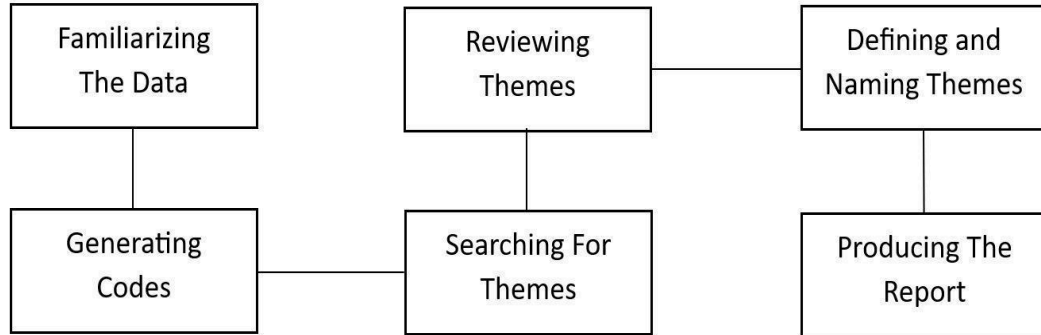 Familiarizing
The Data
Generating
Codes
Searching For
Themes
Reviewing
Themes
Defining and
Naming Themes
Producing The
Report